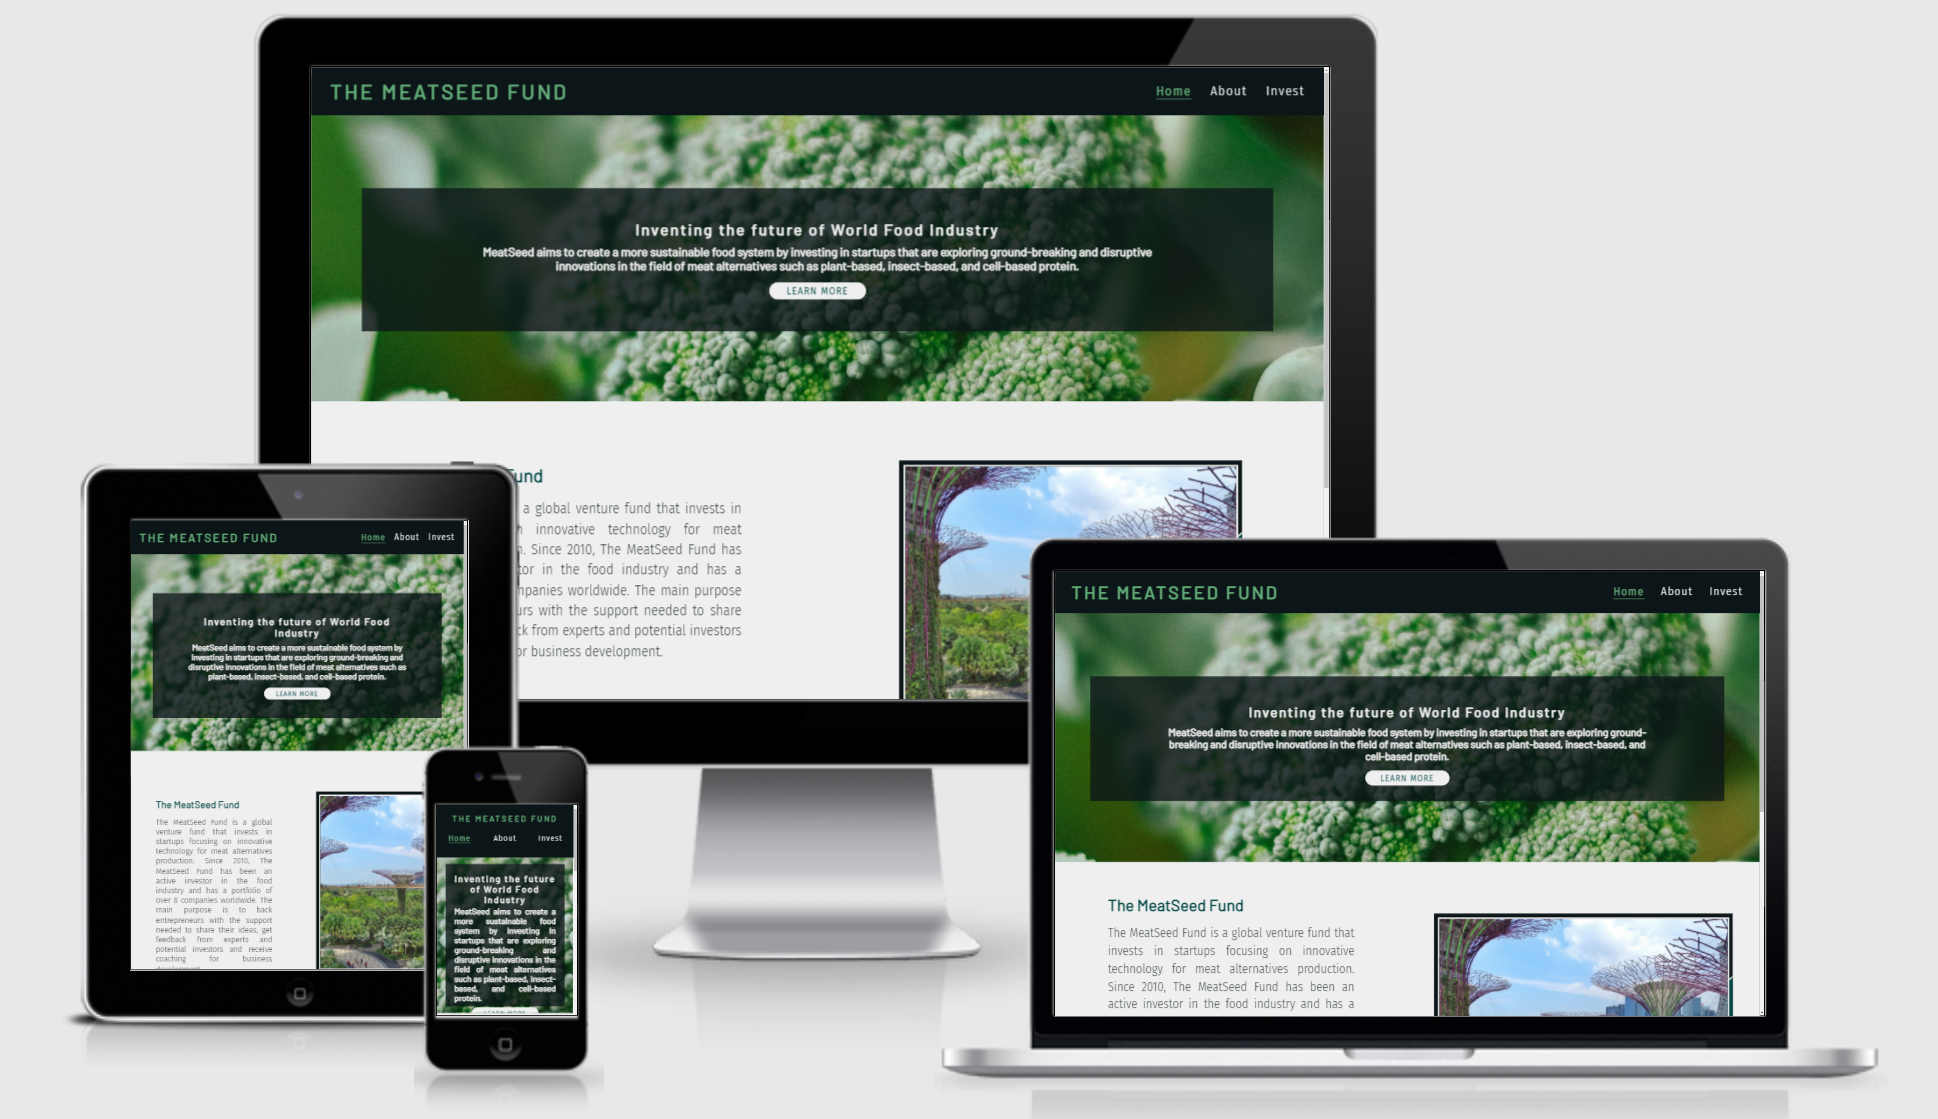 THE MEATSEED FUND
Home About Invest
Inventing the future of World Food Industry
MeatSeed aims to create a more sustainable food system by investing in startups that are exploring ground-breaking and disruptive
innovations in the field of meat alternatives such as plant-based, insect-based, and cell-based protein.
LEARN MORE
Fund
a global venture fund that invests in
innovative technology for meat
Since 2010, The MeatSeed Fund has
in the food industry and has a
worldwide. The main purpose
with the support needed to share
from experts and potential investors
or business development.
THE MEATSEED FUND
Home About Invest
Inventing the future of World Food
Industry
MeatSeed aims to create a more sustainable food system by
investing in startups that are exploring ground-breaking and
disruptive innovations in the field of meat alternatives such as
plant-based, insect-based, and cell-based protein.
LEARN MORE
The MeatSeed Fund
The MeatSeed Fund is a global
venture fund that invests in
startups focusing on innovative
technology for meat alternatives
production. Since 2010, The
MeatSeed Fund has been an
active investor in the food
industry and has a portfolio of
over 8 companies worldwide. The
main purpose is to back
entrepreneurs with the support
needed to share their ideas, get
feedback from experts and
potential investors and receive
coaching for business
development.
THE MEATSEED FUND
Home About Invest
Inventing the future
of World Food
Industry
MeatSeed aims to create a
more sustainable food
system by investing in
startups that are exploring
ground-breaking and
disruptive innovations in the
field of meat alternatives
such as plant-based, insect-
based, and cell-based
protein.
LEARN MORE
THE MEATSEED FUND
Home About Invest
Inventing the future of World Food Industry
MeatSeed aims to create a more sustainable food system by investing in startups that are exploring ground-
breaking and disruptive innovations in the field of meat alternatives such as plant-based, insect-based, and
cell-based protein.
LEARN MORE
The MeatSeed Fund
The MeatSeed Fund is a global venture fund that
invests in startups focusing on innovative
technology for meat alternatives production.
Since 2010, The MeatSeed Fund has been an
active investor in the food industry and has a